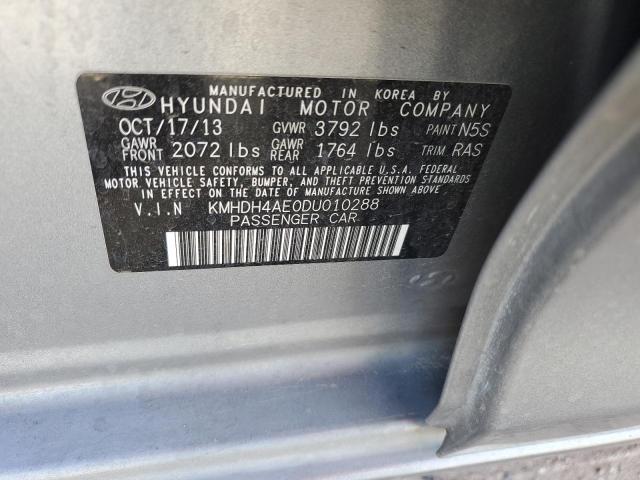 MANUFACTURED IN KOREA BY
HYUNDAI MOTOR COMPANY
OCT/17/13 GVWR 3792 lbs PAINT N5S
GAWR FRONT 2072 lbs GAWR REAR 1764 lbs TRIM RAS
THIS VEHICLE CONFORMS TO ALL APPLICABLE U.S.A. FEDERAL
MOTOR VEHICLE SAFETY, BUMPER, AND THEFT PREVENTION STANDARDS
IN EFFECT ON THE DATE OF MANUFACTURE SHOWN ABOVE.
V.I.N KMHDH4AE0DU010288
PASSENGER CAR